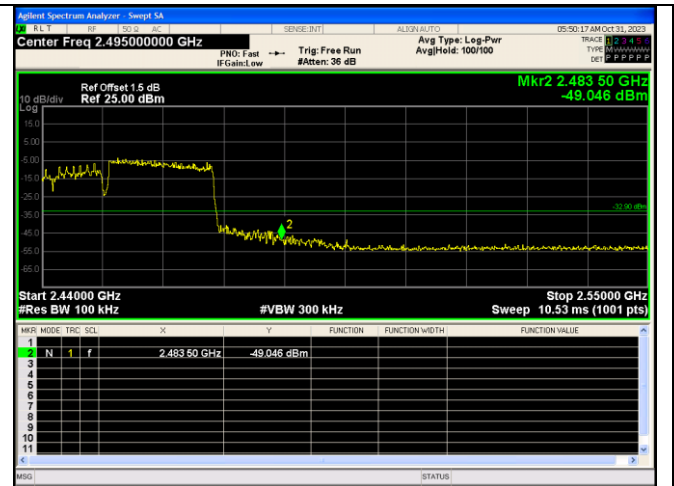 Agilent Spectrum Analyzer - Swept SA
RLT RF 50 Ω AC SENSE:INT ALIGN AUTO 05:50:17 AM Oct 31, 2023
Center Freq 2.495000000 GHz Avg Type: Log-Pwr TRACE 1 2 3 4 5 6
PNO: Fast Trig: Free Run Avg|Hold: 100/100 TYPE MWWWWW
IFGain:Low #Atten: 36 dB DET P P P P P P
Mkr2 2.483 50 GHz
Ref Offset 1.5 dB
10 dB/div Ref 25.00 dBm -49.046 dBm
Log
15.0
5.00
-5.00
-15.0
-25.0
-32.90 dBm
-35.0
-45.0
2
-55.0
-65.0
Start 2.44000 GHz Stop 2.55000 GHz
#Res BW 100 kHz #VBW 300 kHz Sweep 10.53 ms (1001 pts)
MKR MODE TRC SCL X Y FUNCTION FUNCTION WIDTH FUNCTION VALUE
1
2 N 1 f 2.483 50 GHz -49.046 dBm
3
4
5
6
7
8
9
10
11
MSG STATUS